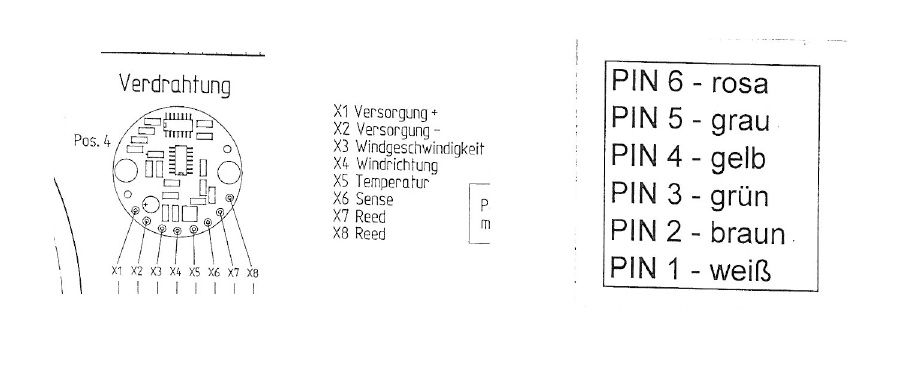 Verdrahtung
Pos. 4
X1 X2 X3 X4 X5 X6 X7 X8
X1 Versorgung +
X2 Versorgung -
X3 Windgeschwindigkeit
X4 Windrichtung
X5 Temperatur
X6 Sense
X7 Reed
X8 Reed
P
m
PIN 6 - rosa
PIN 5 - grau
PIN 4 - gelb
PIN 3 - grün
PIN 2 - braun
PIN 1 - weiß